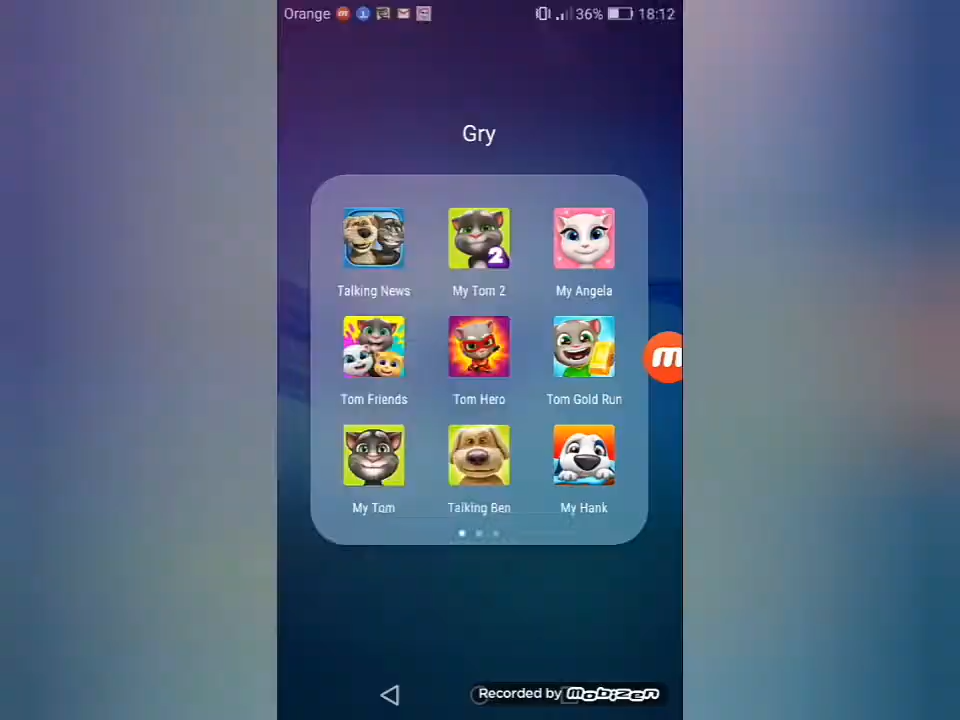 Orange 36% 18:12
Gry
2
Talking News My Tom 2 My Angela
Tom Friends Tom Hero Tom Gold Run
m
My Tom Talking Ben My Hank
Recorded by Mobizen